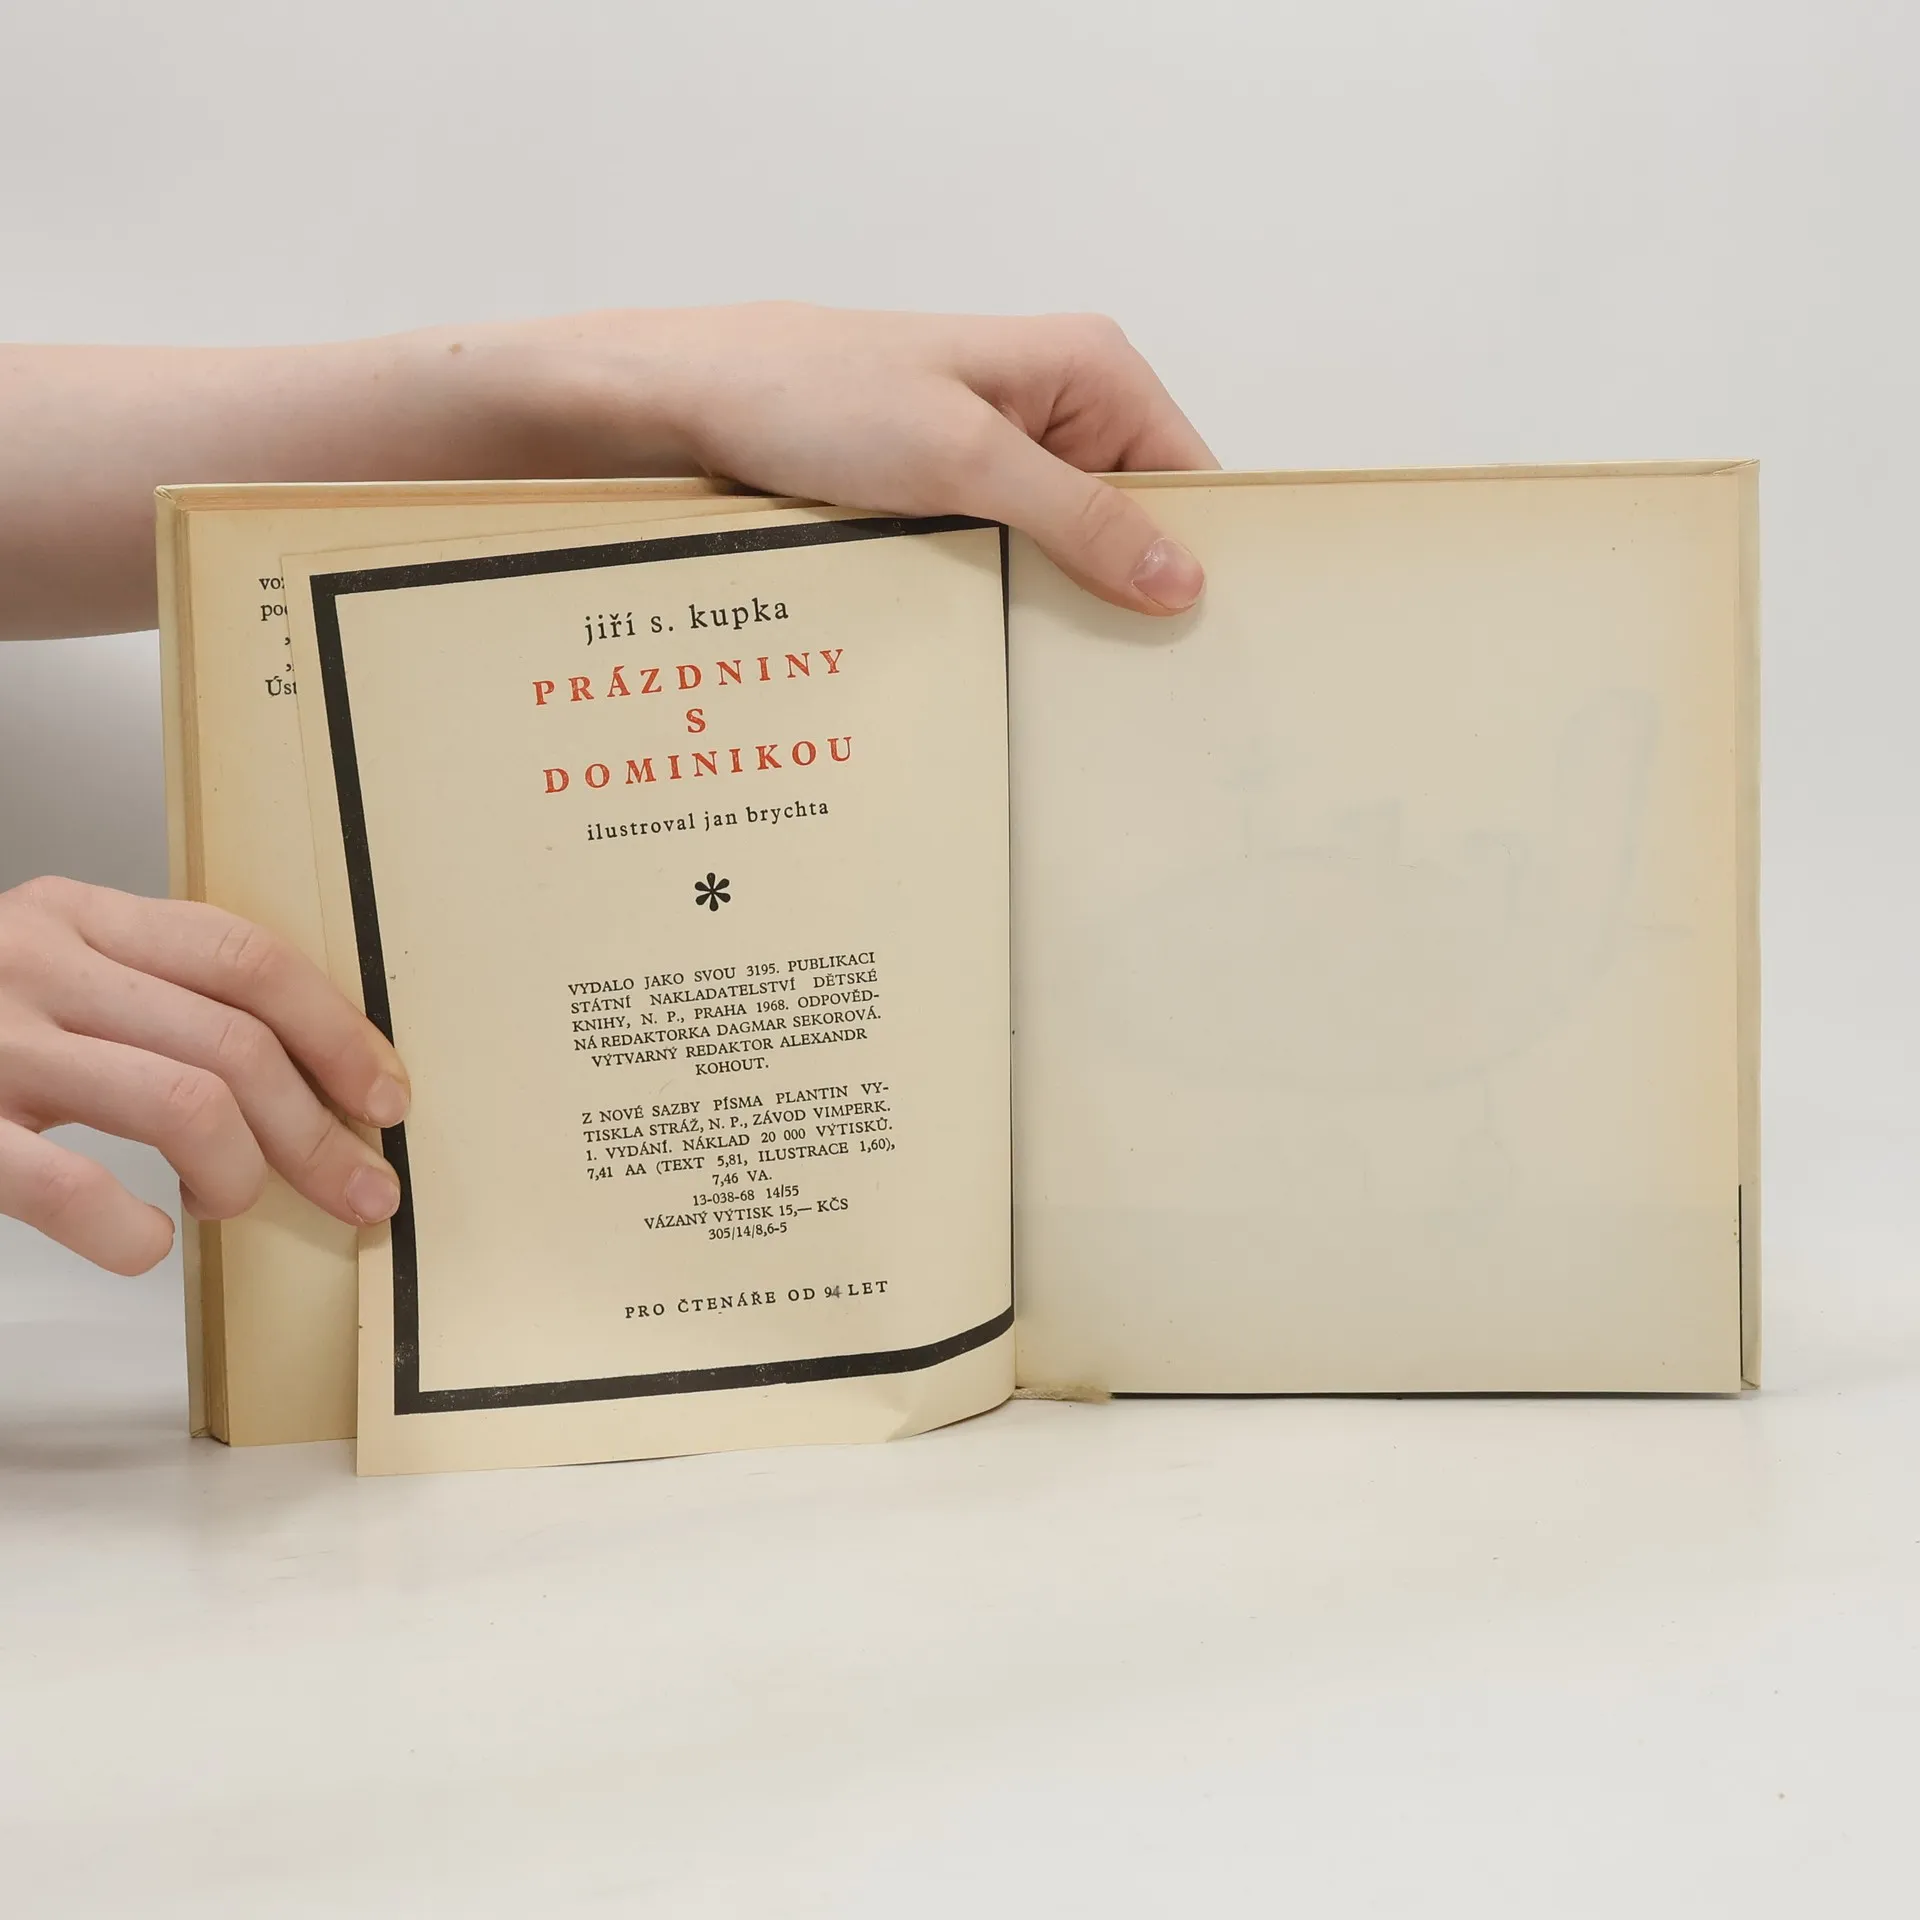 voz
poc
Úst
jiří s. kupka
PRÁZDNINY
S
DOMINIKOU
ilustroval jan brychta
*
VYDALO JAKO SVOU 3195. PUBLIKACI
STÁTNÍ NAKLADATELSTVÍ DĚTSKÉ
KNIHY, N. P., PRAHA 1968. ODPOVĚD-
NÁ REDAKTORKA DAGMAR SEKOROVÁ.
VÝTVARNÝ REDAKTOR ALEXANDR
KOHOUT.
Z NOVÉ SAZBY PÍSMA PLANTIN VY-
TISKLA STRÁŽ, N. P., ZÁVOD VIMPERK.
1. VYDÁNÍ. NÁKLAD 20 000 VÝTISKŮ.
7,41 AA (TEXT 5,81, ILUSTRACE 1,60),
7,46 VA.
13-038-68 14/55
VÁZANÝ VÝTISK 15,— KČS
305/14/8,6-5
PRO ČTENÁŘE OD 9 LET